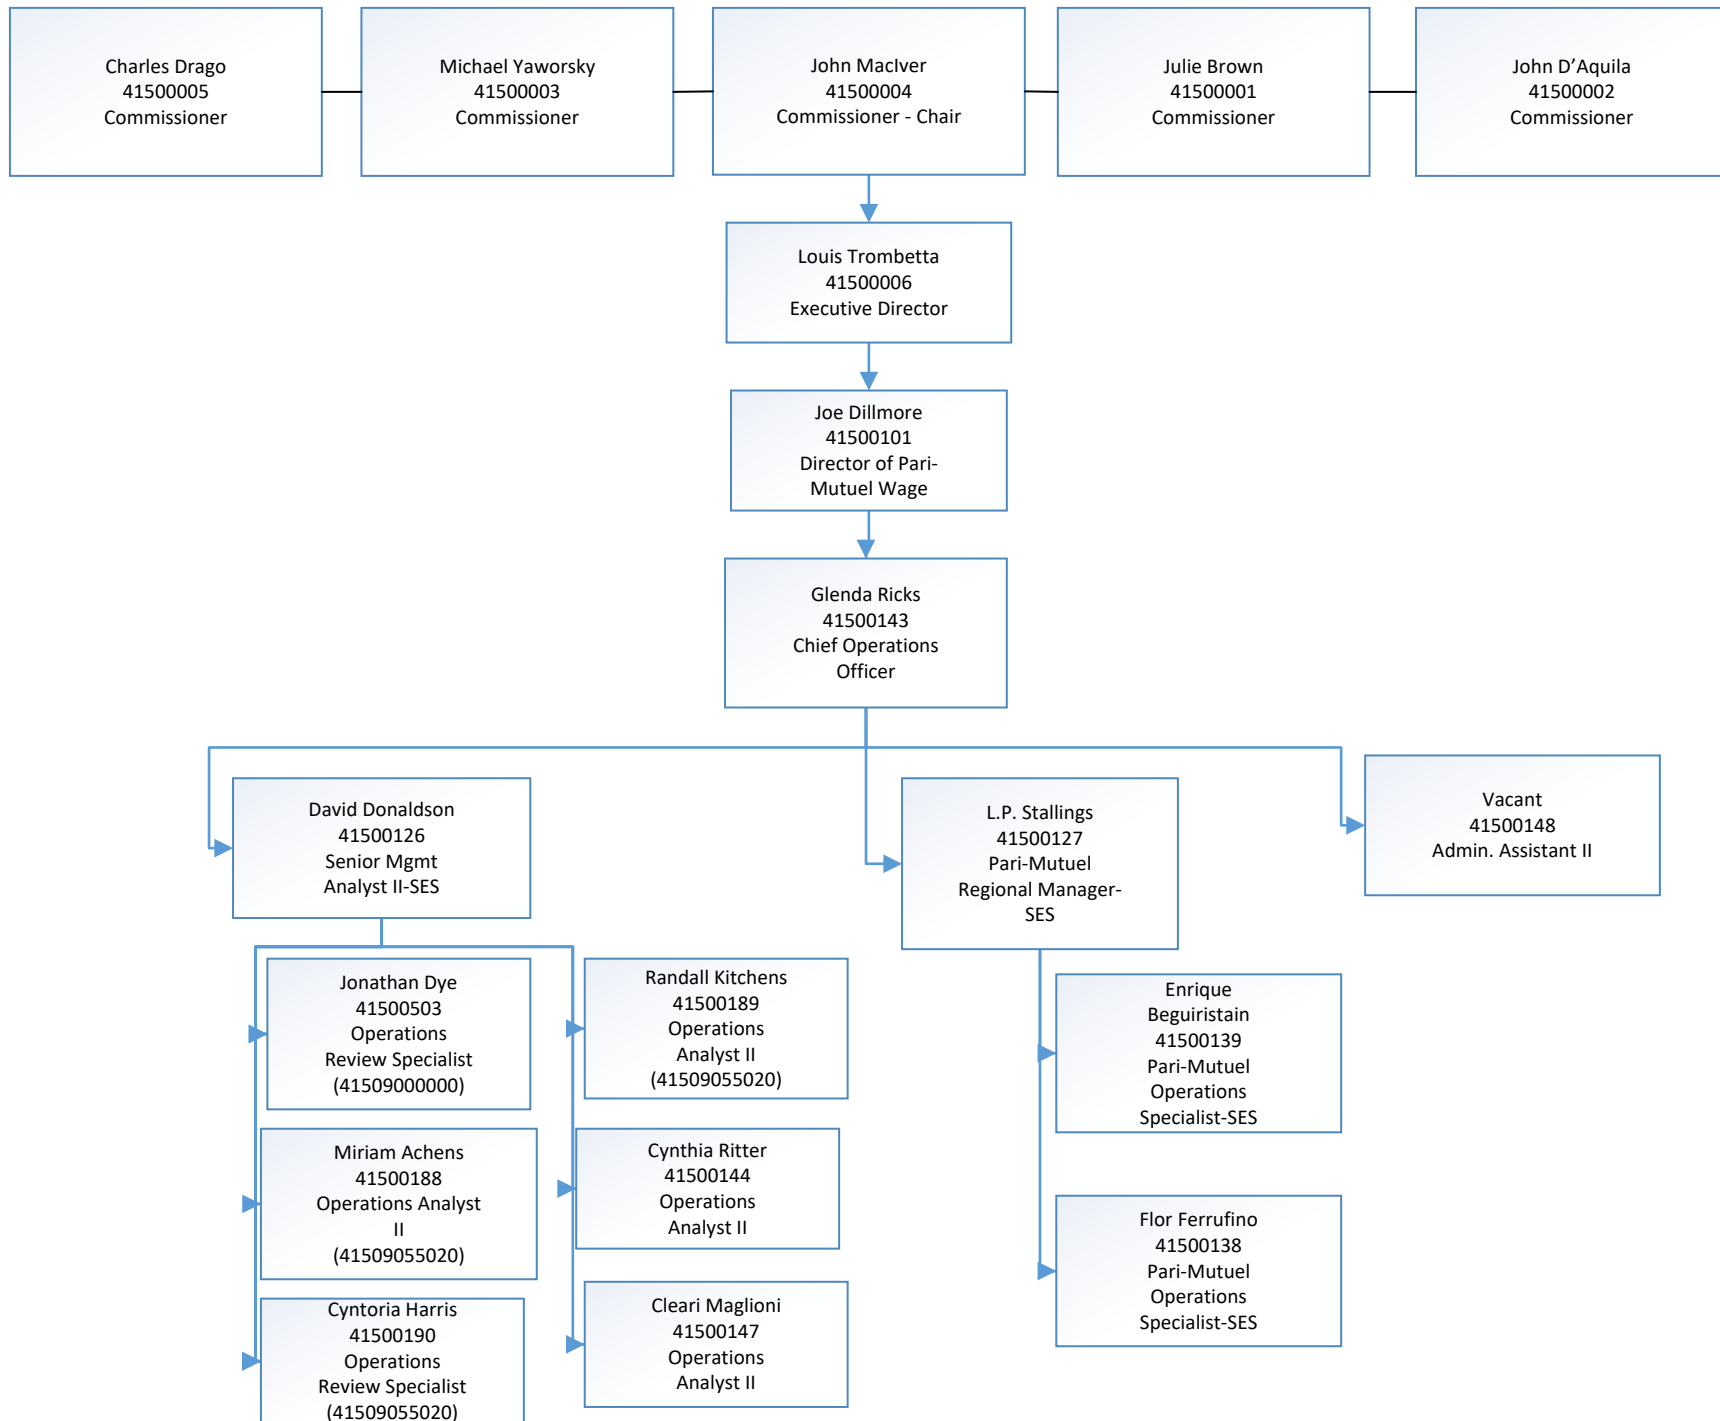 Charles Drago
41500005
Commissioner
Michael Yaworsky
41500003
Commissioner
John MacIver
41500004
Commissioner - Chair
Julie Brown
41500001
Commissioner
John D’Aquila
41500002
Commissioner
Louis Trombetta
41500006
Executive Director
Joe Dillmore
41500101
Director of Pari-
Mutuel Wage
Glenda Ricks
41500143
Chief Operations
Officer
David Donaldson
41500126
Senior Mgmt
Analyst II-SES
L.P. Stallings
41500127
Pari-Mutuel
Regional Manager-
SES
Vacant
41500148
Admin. Assistant II
Jonathan Dye
41500503
Operations
Review Specialist
(41509000000)
Randall Kitchens
41500189
Operations
Analyst II
(41509055020)
Enrique
Beguiristain
41500139
Pari-Mutuel
Operations
Specialist-SES
Miriam Achens
41500188
Operations Analyst
II
(41509055020)
Cynthia Ritter
41500144
Operations
Analyst II
Flor Ferrufino
41500138
Pari-Mutuel
Operations
Specialist-SES
Cyntoria Harris
41500190
Operations
Review Specialist
(41509055020)
Cleari Maglioni
41500147
Operations
Analyst II